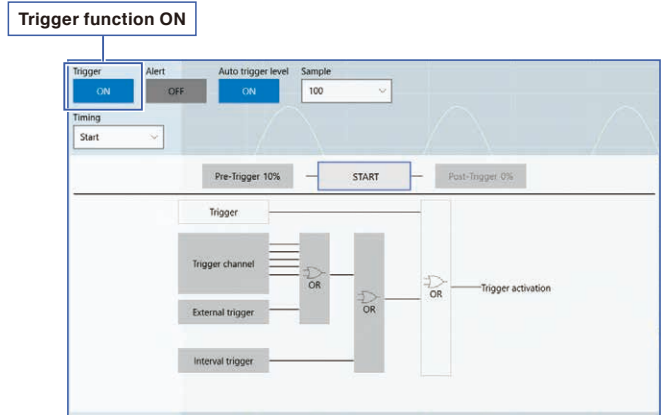 Trigger function ON
Trigger Alert Auto trigger level Sample
ON OFF ON 100
Timing
Start
Pre-Trigger 10% START Post-Trigger 0%
Trigger
Trigger channel
OR
External trigger
OR
OR
Trigger activation
Interval trigger